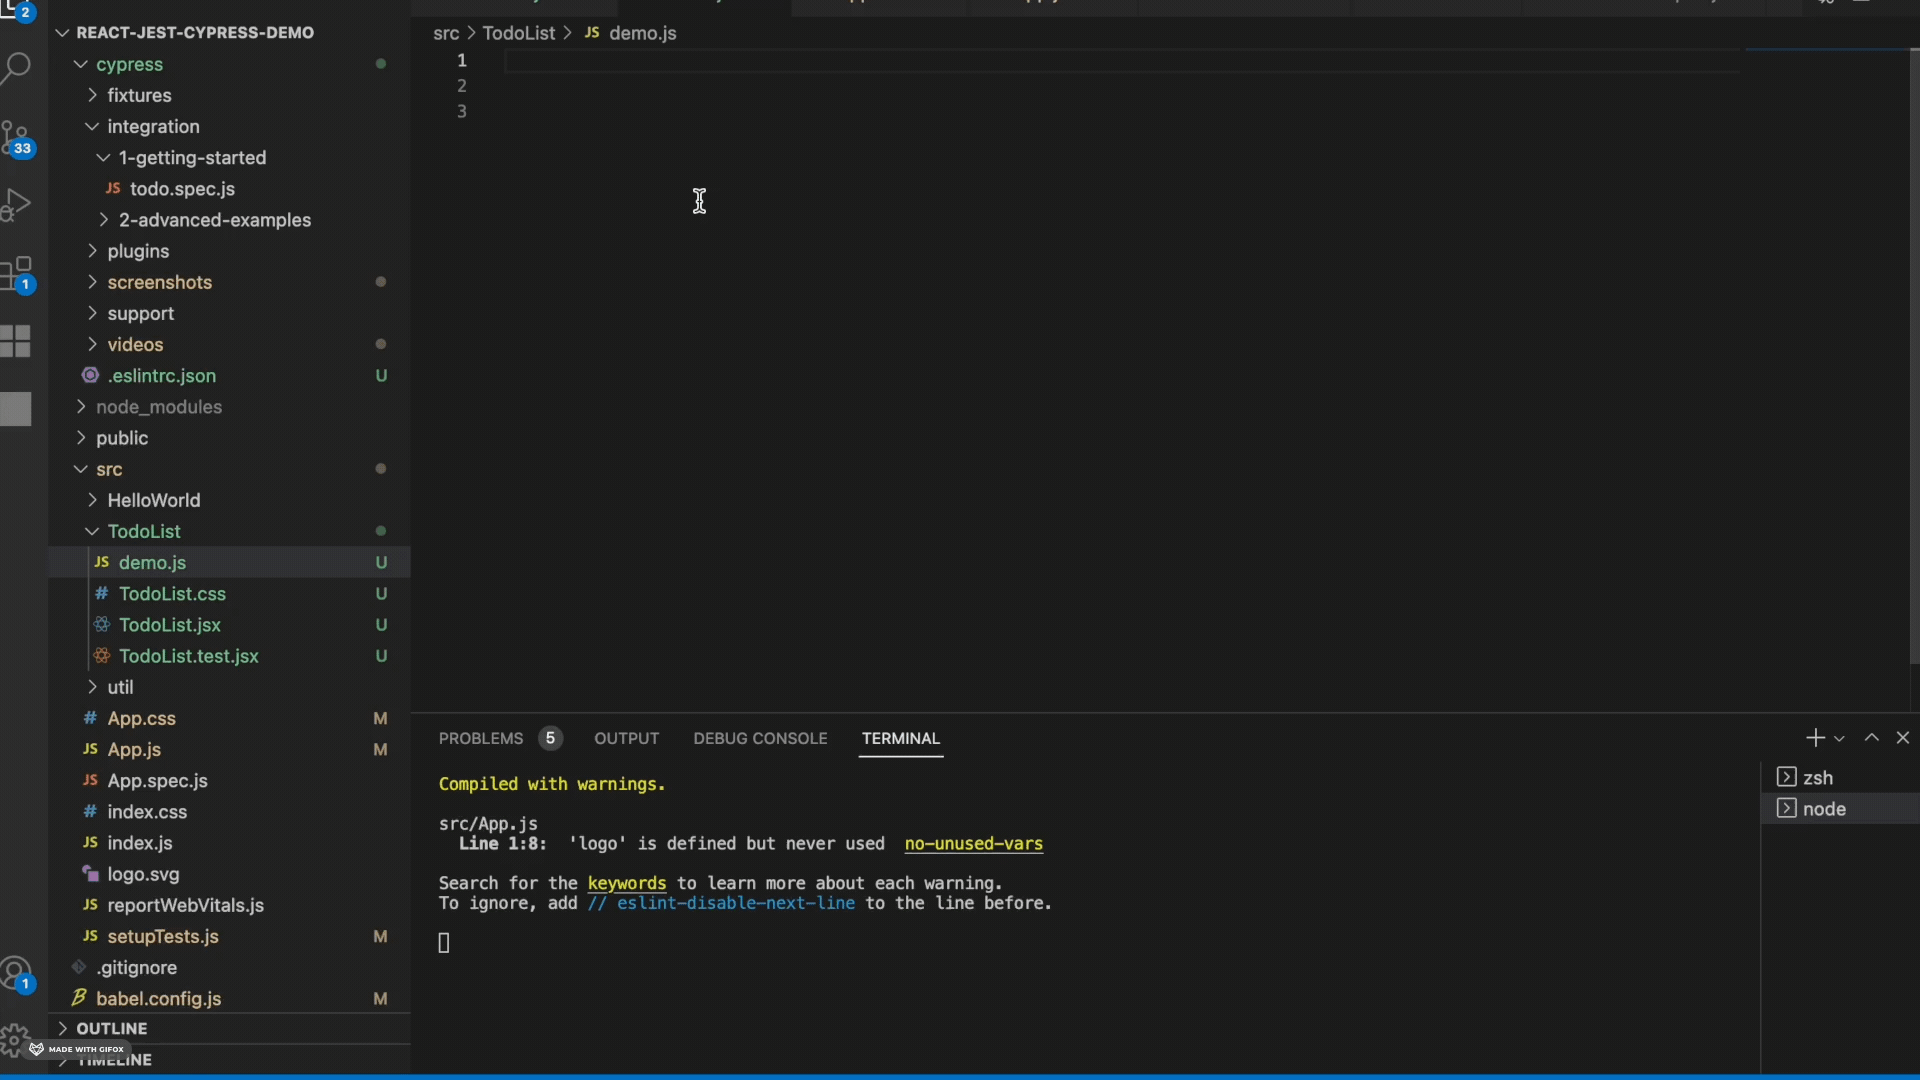 2
33
1
1
REACT-JEST-CYPRESS-DEMO
cypress
fixtures
integration
1-getting-started
JS todo.spec.js
2-advanced-examples
plugins
screenshots
support
videos
.eslintrc.json U
node_modules
public
src
HelloWorld
TodoList
JS demo.js U
# TodoList.css U
TodoList.jsx U
TodoList.test.jsx U
util
# App.css M
JS App.js M
JS App.spec.js
# index.css
JS index.js
logo.svg
JS reportWebVitals.js
JS setupTests.js M
.gitignore
babel.config.js M
OUTLINE
MADE WITH GIFOX
TIMELINE
src > TodoList > JS demo.js
1
2
3
PROBLEMS 5 OUTPUT DEBUG CONSOLE TERMINAL
Compiled with warnings.
src/App.js
Line 1:8: 'logo' is defined but never used no-unused-vars
Search for the keywords to learn more about each warning.
To ignore, add // eslint-disable-next-line to the line before.
zsh
node